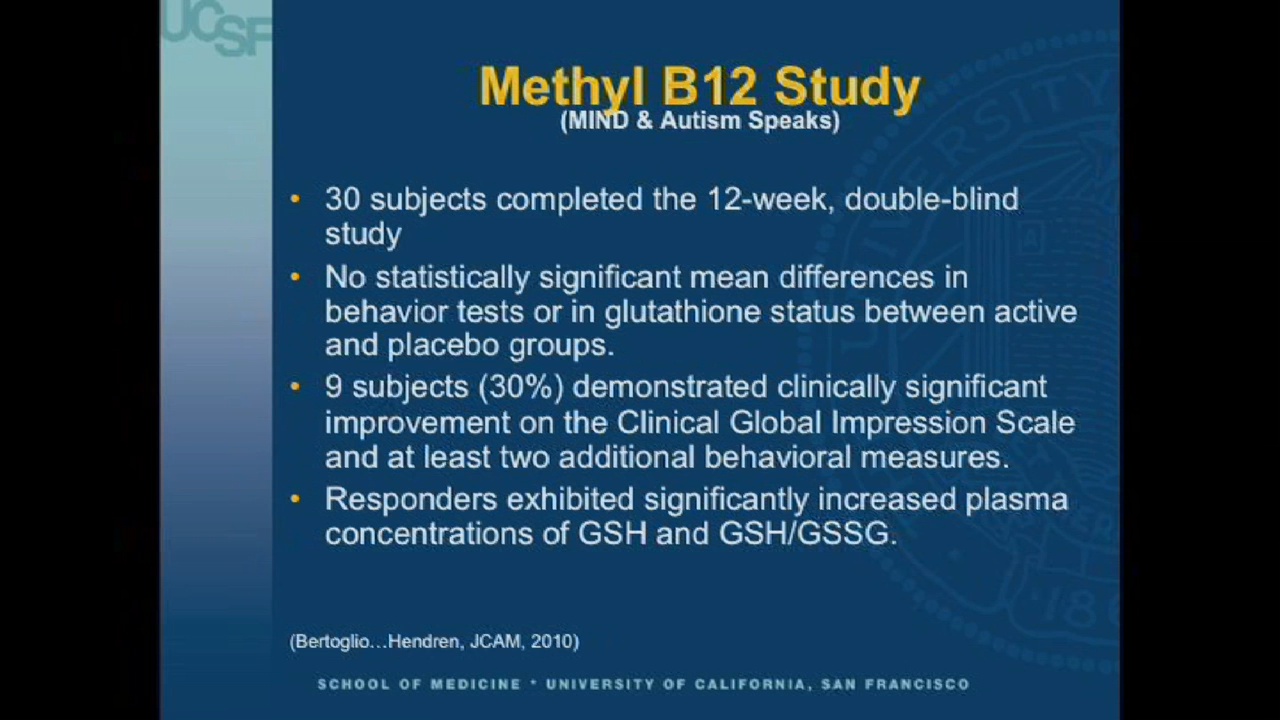 UCSF
Methyl B12 Study
(MIND & Autism Speaks)
• 30 subjects completed the 12-week, double-blind
study
• No statistically significant mean differences in
behavior tests or in glutathione status between active
and placebo groups.
• 9 subjects (30%) demonstrated clinically significant
improvement on the Clinical Global Impression Scale
and at least two additional behavioral measures.
• Responders exhibited significantly increased plasma
concentrations of GSH and GSH/GSSG.
(Bertoglio...Hendren, JCAM, 2010)
SCHOOL OF MEDICINE * UNIVERSITY OF CALIFORNIA, SAN FRANCISCO